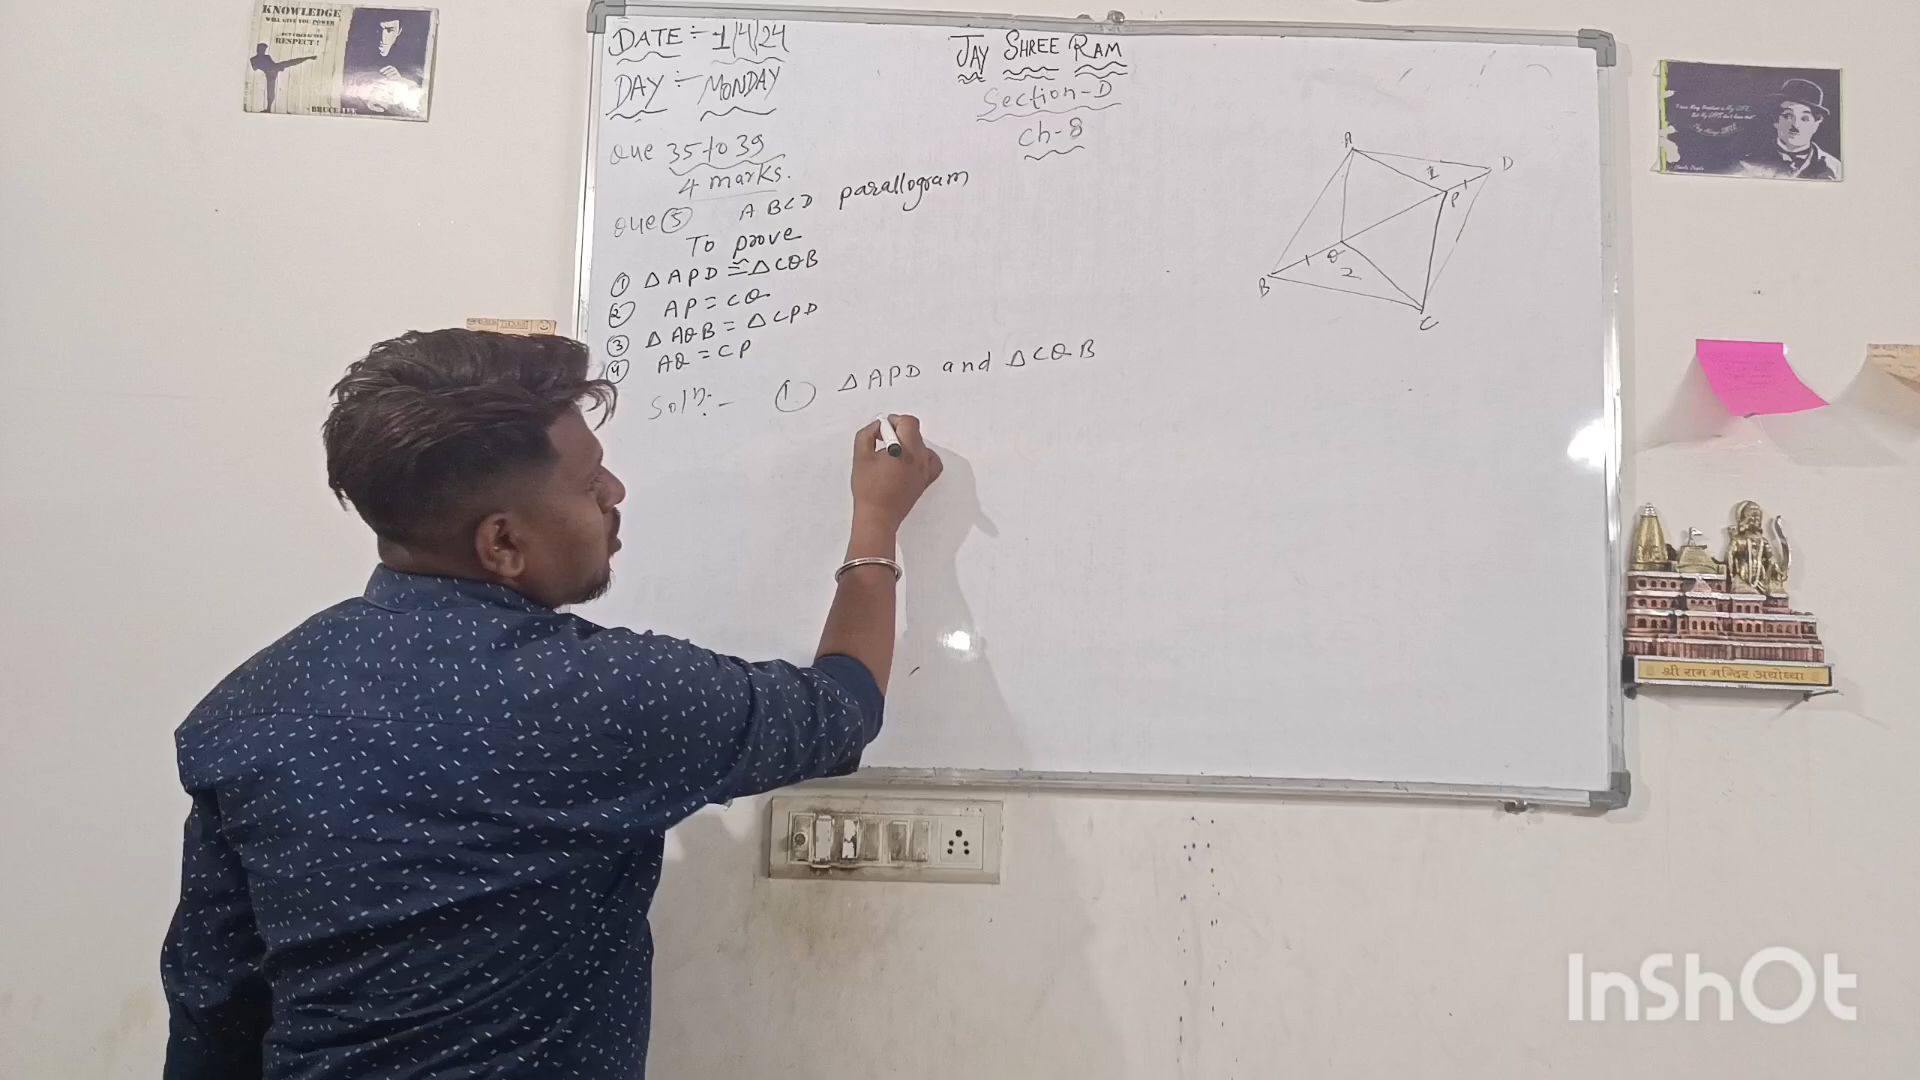 KNOWLEDGE
WILL GIVE YOU POWER
BUT CHARACTER
RESPECT !
- BRUCE LEE
DATE :- 1/4/24
DAY :- MONDAY
JAY SHREE RAM
Section-D
Ch-8
Que 35 to 39
4 marks.
Que 5 ABCD parallogram
To prove
① △ APD ≅ △ CQB
② AP = CQ
③ △ AQB = △ CPD
④ AQ = CP
Soln:- ① △ APD and △ CQB
A
D
1
P
Q
2
B
C
श्री राम मन्दिर अयोध्या
InShOt